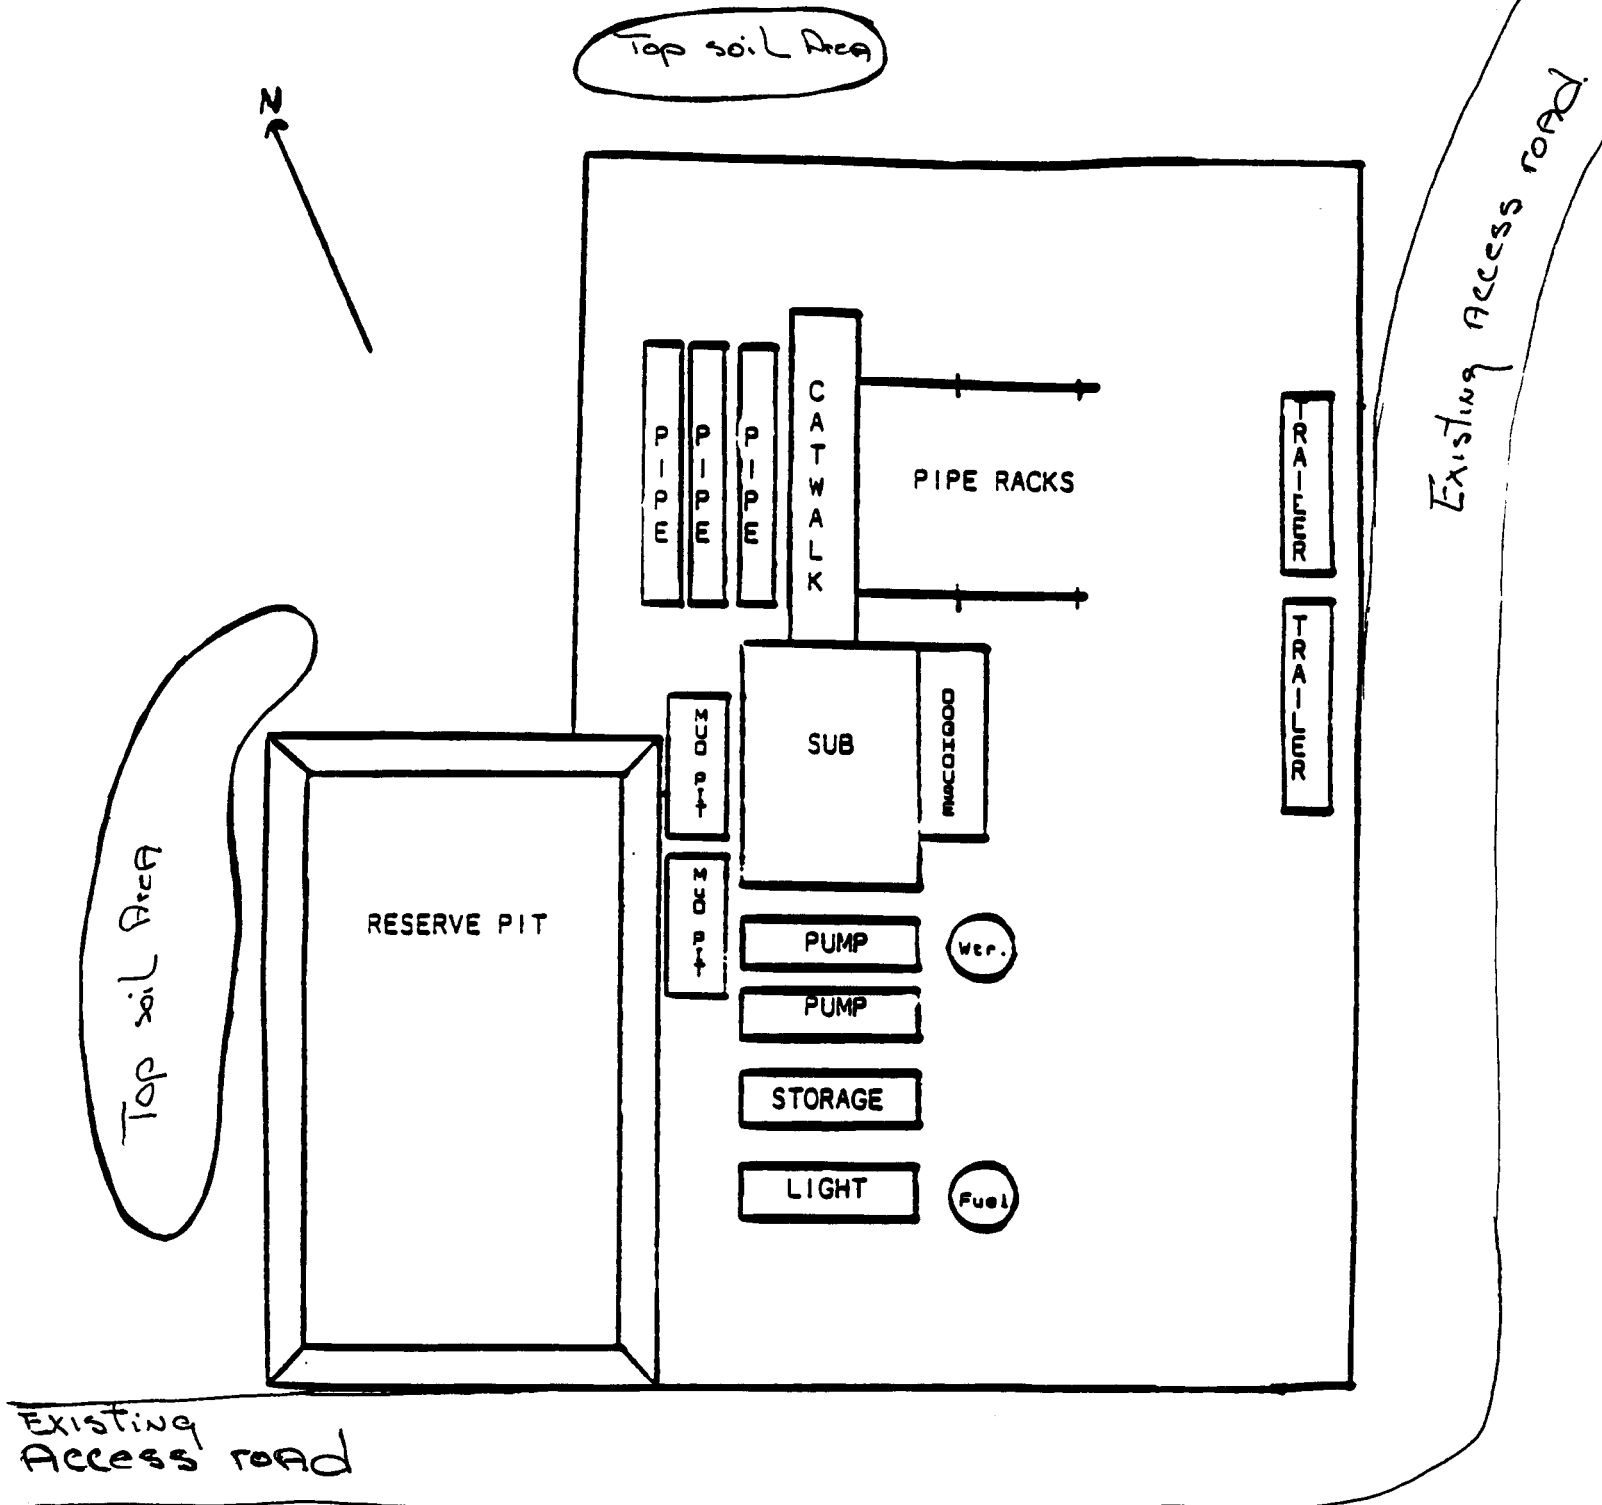 Top soil Area
N
Existing Access road
PIPE
PIPE
PIPE
CATWALK
PIPE RACKS
TRAILER
TRAILER
MUD PIT
SUB
DOGHOUSE
Top soil Area
RESERVE PIT
MUD PIT
PUMP
Wtr.
PUMP
STORAGE
LIGHT
Fuel
Existing
Access road